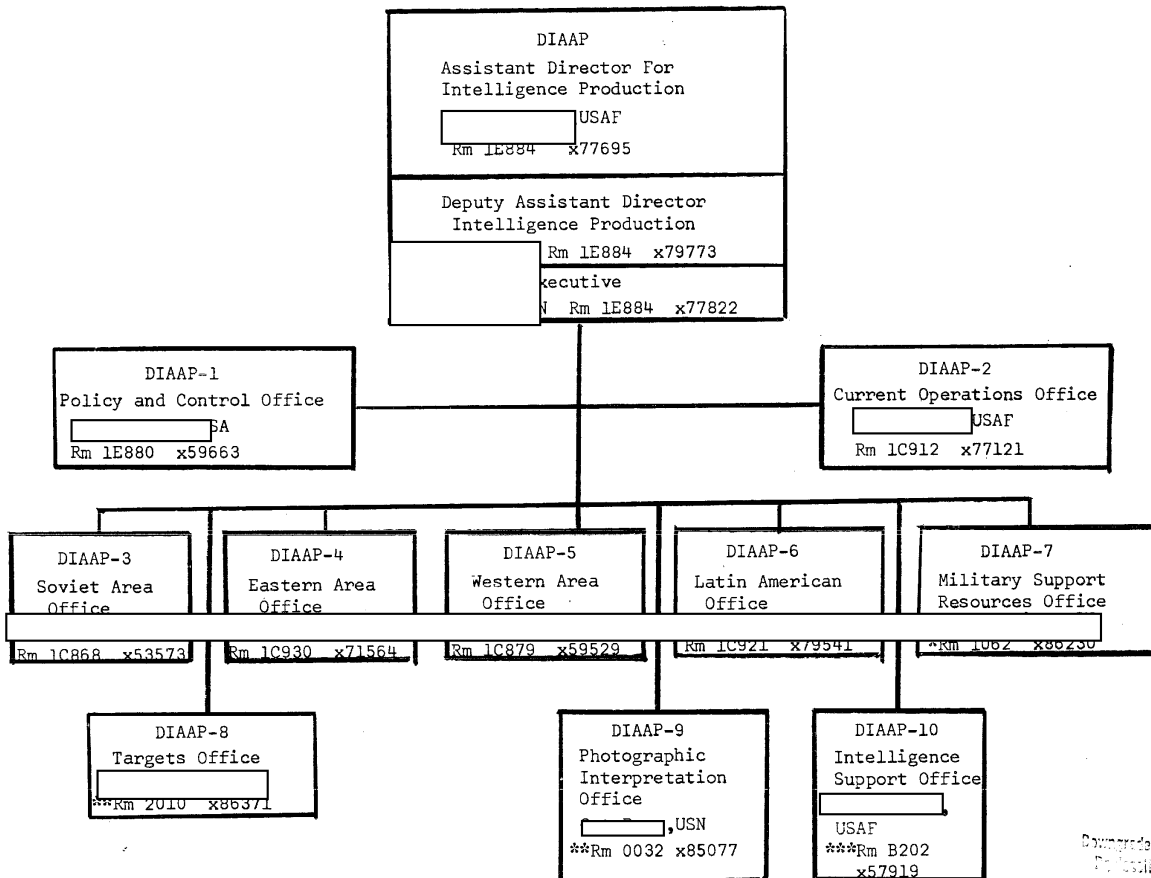 DIAAP
Assistant Director For
Intelligence Production
USAF
Rm 1E884 x77695
Deputy Assistant Director
Intelligence Production
Rm 1E884 x79773
xecutive
N Rm 1E884 x77822
DIAAP-1
Policy and Control Office
SA
Rm 1E880 x59663
DIAAP-2
Current Operations Office
USAF
Rm 1C912 x77121
DIAAP-3
Soviet Area
Office
Rm 1C868 x53573
DIAAP-4
Eastern Area
Office
Rm 1C930 x71564
DIAAP-5
Western Area
Office
Rm 1C879 x59529
DIAAP-6
Latin American
Office
Rm 1C921 x79541
DIAAP-7
Military Support
Resources Office
*Rm 1062 x86230
DIAAP-8
Targets Office
**Rm 2010 x86371
DIAAP-9
Photographic
Interpretation
Office
,USN
**Rm 0032 x85077
DIAAP-10
Intelligence
Support Office
,
USAF
***Rm B202
x57919